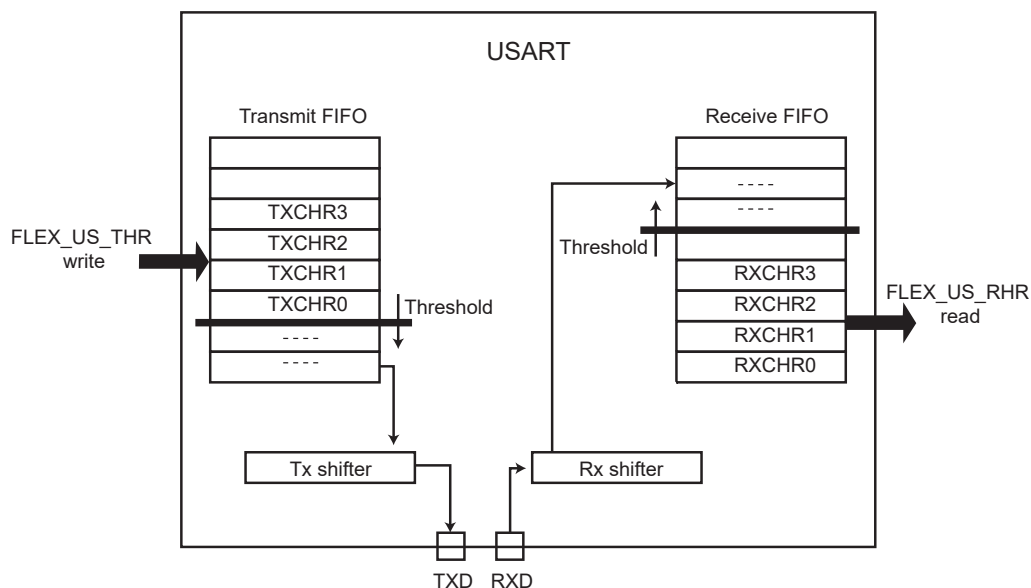 USART
Transmit FIFO
Receive FIFO
----
----
TXCHR3
TXCHR2
TXCHR1
TXCHR0
----
----
FLEX_US_THR
write
Threshold
Threshold
RXCHR3
RXCHR2
RXCHR1
RXCHR0
FLEX_US_RHR
read
Tx shifter
Rx shifter
TXD
RXD